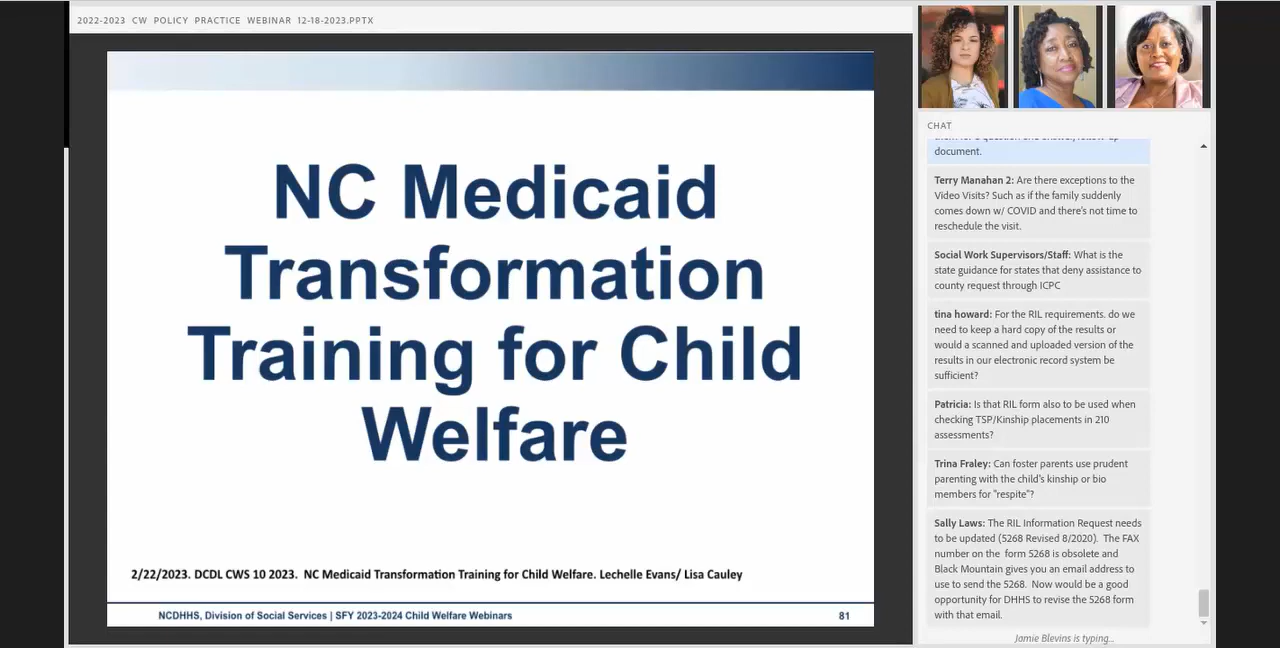 2022-2023 CW POLICY PRACTICE WEBINAR 12-18-2023.PPTX
NC Medicaid
Transformation
Training for Child
Welfare
2/22/2023. DCDL CWS 10 2023. NC Medicaid Transformation Training for Child Welfare. Lechelle Evans/ Lisa Cauley
NCDHHS, Division of Social Services | SFY 2023-2024 Child Welfare Webinars
81
CHAT
document.
Terry Manahan 2: Are there exceptions to the
Video Visits? Such as if the family suddenly
comes down w/ COVID and there's not time to
reschedule the visit.
Social Work Supervisors/Staff: What is the
state guidance for states that deny assistance to
county request through ICPC
tina howard: For the RIL requirements. do we
need to keep a hard copy of the results or
would a scanned and uploaded version of the
results in our electronic record system be
sufficient?
Patricia: Is that RIL form also to be used when
checking TSP/Kinship placements in 210
assessments?
Trina Fraley: Can foster parents use prudent
parenting with the child's kinship or bio
members for "respite"?
Sally Laws: The RIL Information Request needs
to be updated (5268 Revised 8/2020). The FAX
number on the form 5268 is obsolete and
Black Mountain gives you an email address to
use to send the 5268. Now would be a good
opportunity for DHHS to revise the 5268 form
with that email.
Jamie Blevins is typing...